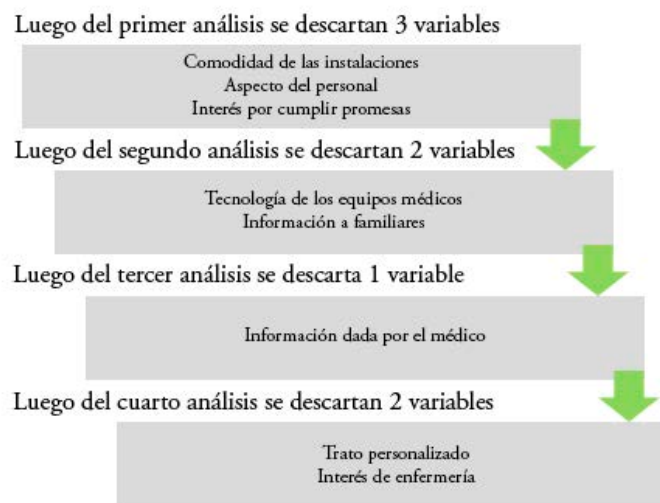 Luego del primer análisis se descartan 3 variables
Comodidad de las instalaciones
Aspecto del personal
Interés por cumplir promesas
Luego del segundo análisis se descartan 2 variables
Tecnología de los equipos médicos
Información a familiares
Luego del tercer análisis se descarta 1 variable
Información dada por el médico
Luego del cuarto análisis se descartan 2 variables
Trato personalizado
Interés de enfermería